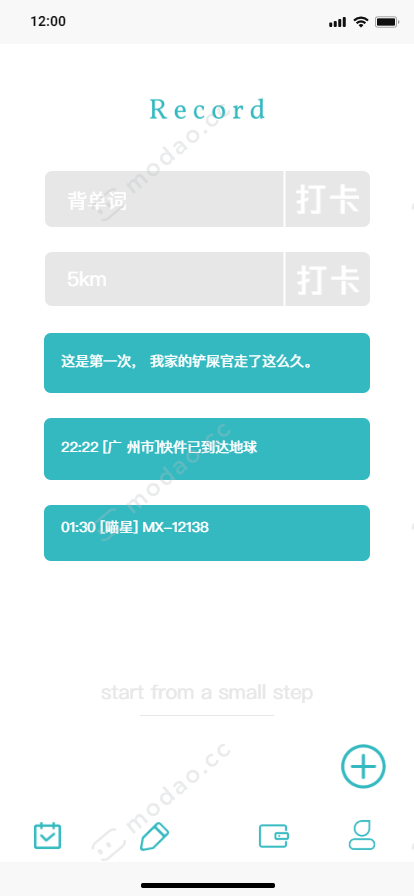 12:00
Record
背单词 打卡
5km 打卡
这是第一次， 我家的铲屎官走了这么久。
22:22 [广 州市]快件已到达地球
01:30 [喵星] MX-12138
start from a small step
modao.cc
modao.cc
modao.cc